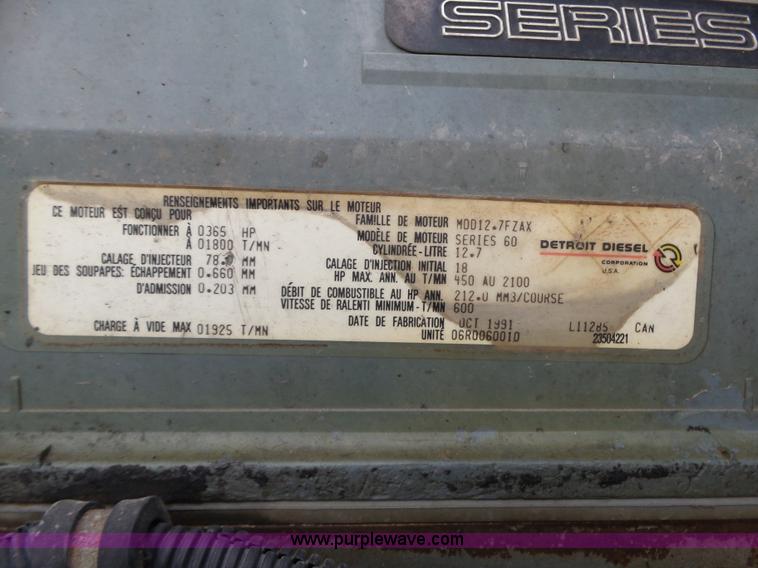 SERIES
RENSEIGNEMENTS IMPORTANTS SUR LE MOTEUR
CE MOTEUR EST CONÇU POUR
FONCTIONNER À 0365 HP
À 01800 T/MN
CALAGE D'INJECTEUR 78. MM
JEU DES SOUPAPES: ÉCHAPPEMENT 0.660 MM
D'ADMISSION 0.203 MM
CHARGE À VIDE MAX 01925 T/MN
FAMILLE DE MOTEUR MDD12.7FZAX
MODÈLE DE MOTEUR SERIES 60
CYLINDRÉE-LITRE 12.7
CALAGE D'INJECTION INITIAL 18
HP MAX. ANN. AU T/MN 450 AU 2100
DÉBIT DE COMBUSTIBLE AU HP ANN. 212.0 MM3/COURSE
VITESSE DE RALENTI MINIMUM-T/MN 600
DATE DE FABRICATION OCT 1991
UNITÉ 06R0060010
DETROIT DIESEL
CORPORATION
U.S.A.
L11285 CAN
23504221
www.purplewave.com